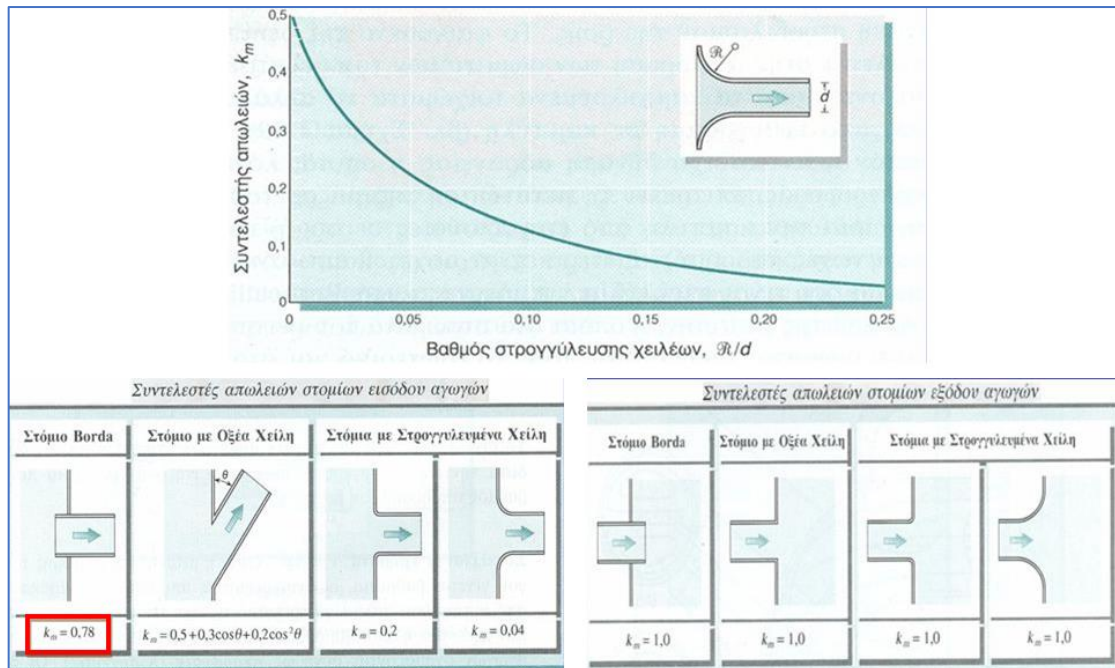 Συντελεστής απωλειών, k_m
0,5
0,4
0,3
0,2
0,1
0
ℛ
d
0 0,05 0,10 0,15 0,20 0,25
Βαθμός στρογγύλευσης χειλέων, ℛ/d
Συντελεστές απωλειών στομίων εισόδου αγωγών
Στόμιο Borda Στόμιο με Οξέα Χείλη Στόμια με Στρογγυλευμένα Χείλη
θ
k_m = 0,78 k_m = 0,5 + 0,3cosθ + 0,2cos²θ k_m = 0,2 k_m = 0,04
Συντελεστές απωλειών στομίων εξόδου αγωγών
Στόμιο Borda Στόμιο με Οξέα Χείλη Στόμια με Στρογγυλευμένα Χείλη
k_m = 1,0 k_m = 1,0 k_m = 1,0 k_m = 1,0